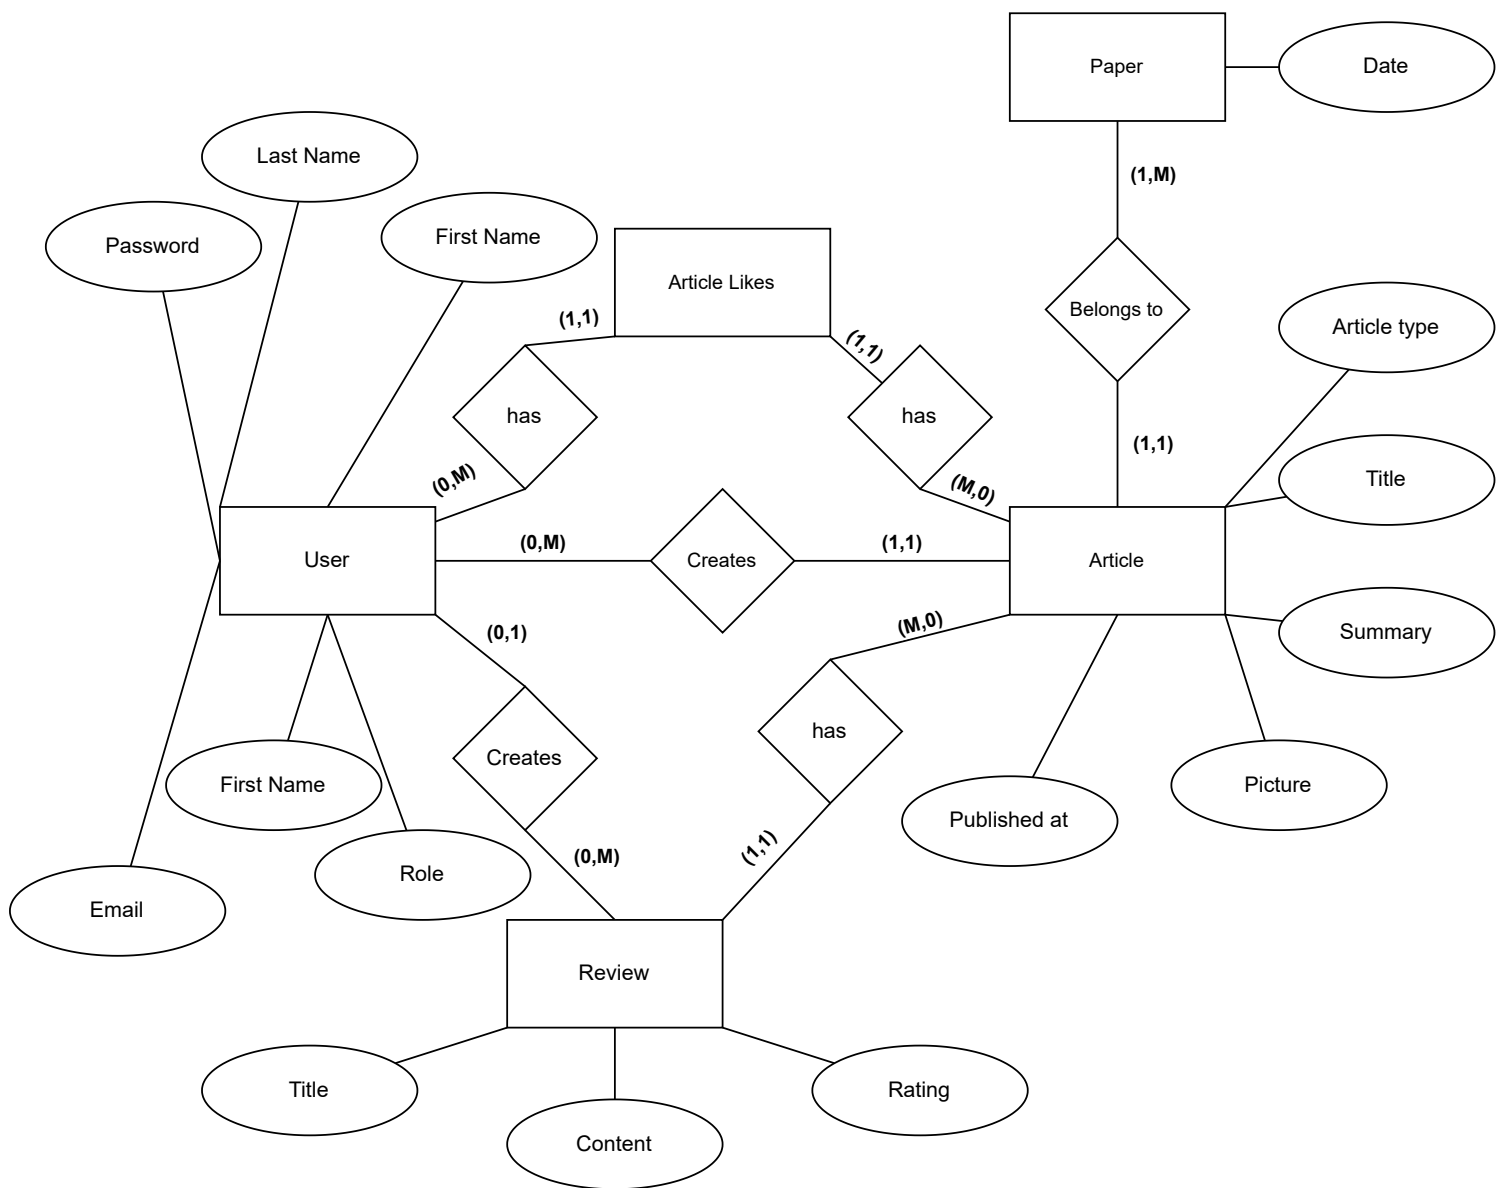 Paper
Date
Last Name
(1,M)
Password
First Name
Article Likes
Belongs to
(1,1)
(1,1)
Article type
has
has
(0,M)
(M,0)
(1,1)
Title
User
(0,M)
Creates
(1,1)
Article
(0,1)
(M,0)
Summary
Creates
has
First Name
Published at
Picture
(0,M)
(1,1)
Role
Email
Review
Title
Content
Rating